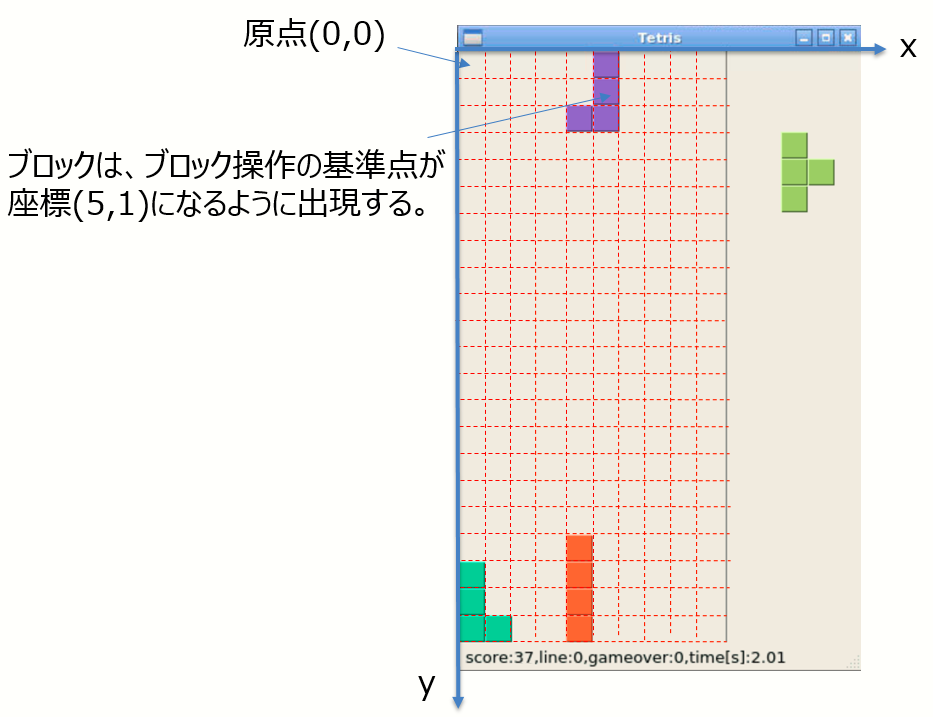 原点(0,0)
Tetris
x
ブロックは、ブロック操作の基準点が
座標(5,1)になるように出現する。
score:37,line:0,gameover:0,time[s]:2.01
y